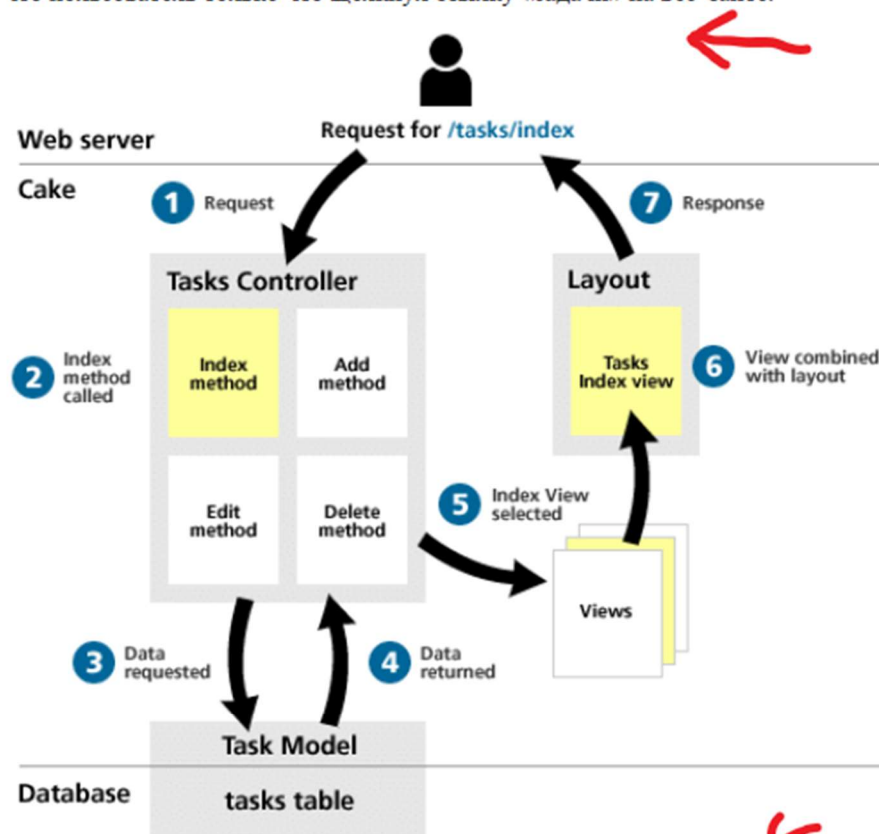 Request for /tasks/index
Web server
Cake
1 Request
7 Response
Tasks Controller
Layout
2 Index
method
called
Index
method
Add
method
Tasks
Index view
6 View combined
with layout
Edit
method
Delete
method
5 Index View
selected
Views
3 Data
requested
4 Data
returned
Task Model
Database
tasks table